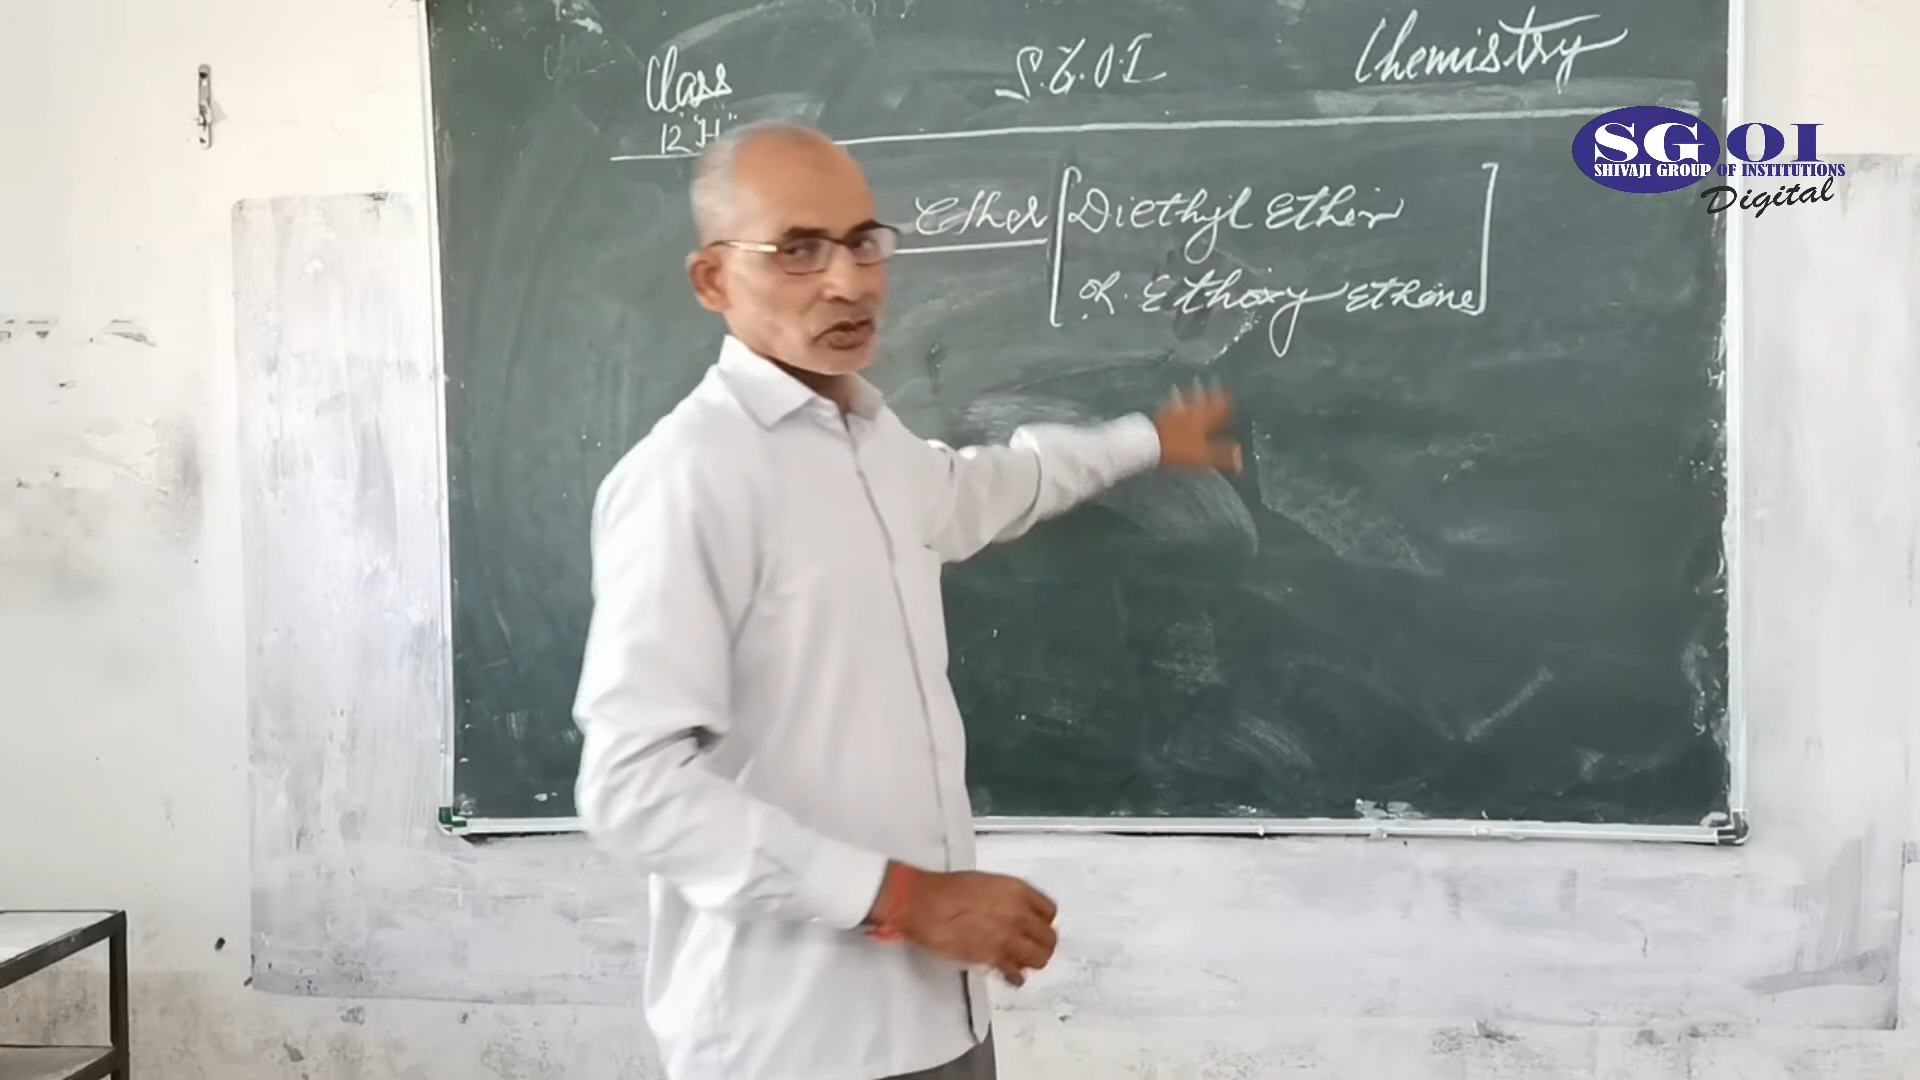 Class
12 "H"
S.G.O.I
Chemistry
SGOI
SHIVAJI GROUP OF INSTITUTIONS
Digital
Ether [Diethyl Ether
or Ethoxy Ethane]